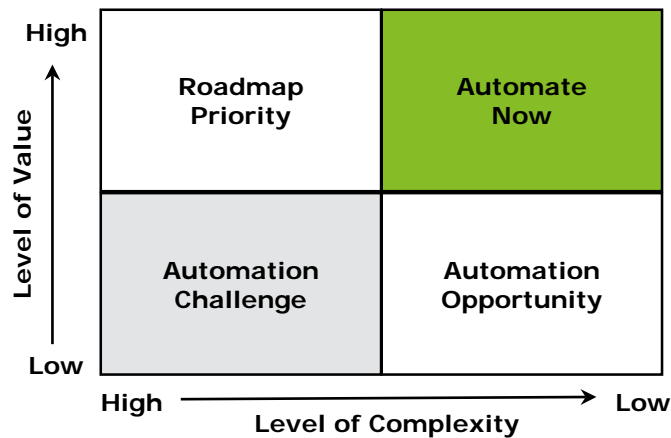 High
Roadmap
Priority
Automate
Now
Level of Value
Automation
Challenge
Automation
Opportunity
Low
High
Low
Level of Complexity